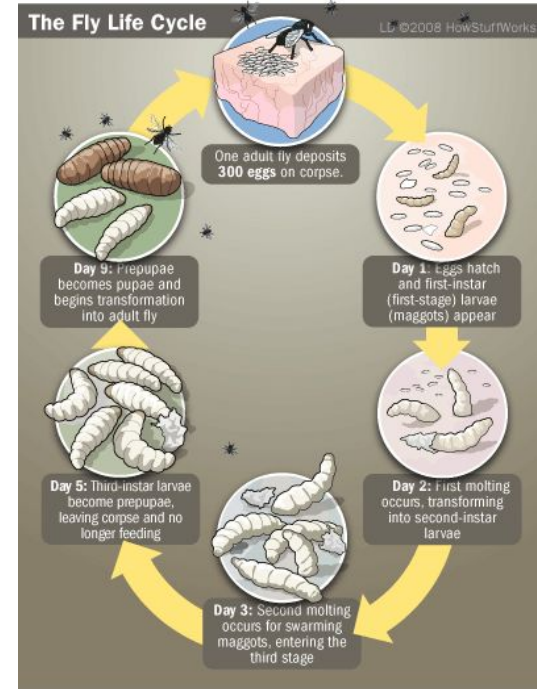 The Fly Life Cycle
LD ©2008 HowStuffWorks
One adult fly deposits
300 eggs on corpse.
Day 1: Eggs hatch
and first-instar
(first-stage) larvae
(maggots) appear
Day 2: First molting
occurs, transforming
into second-instar
larvae
Day 3: Second molting
occurs for swarming
maggots, entering the
third stage
Day 5: Third-instar larvae
become prepupae,
leaving corpse and no
longer feeding
Day 9: Prepupae
becomes pupae and
begins transformation
into adult fly